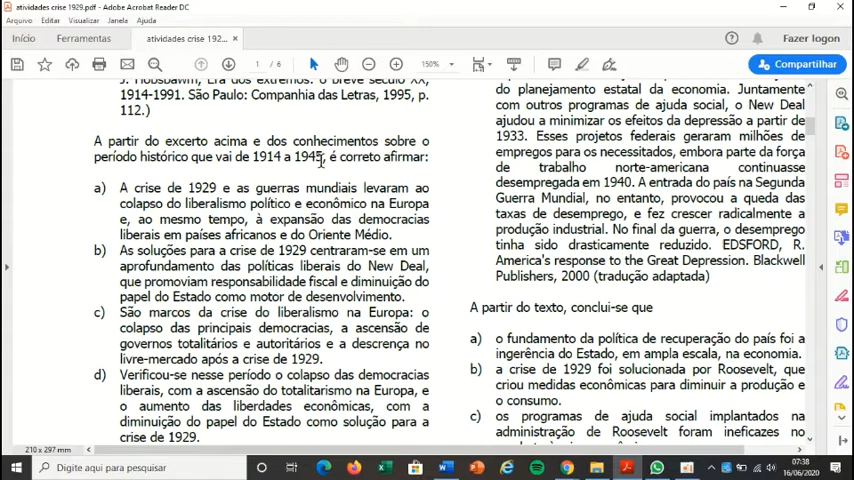 atividades crise 1929.pdf - Adobe Acrobat Reader DC
Arquivo Editar Visualizar Janela Ajuda
Início Ferramentas atividades crise 192... × Fazer logon
1 / 6 150% Compartilhar
J. Hobsbawm, Era dos extremos: o breve século XX,
1914-1991. São Paulo: Companhia das Letras, 1995, p.
112.)
A partir do excerto acima e dos conhecimentos sobre o
período histórico que vai de 1914 a 1945, é correto afirmar:
a) A crise de 1929 e as guerras mundiais levaram ao
colapso do liberalismo político e econômico na Europa
e, ao mesmo tempo, à expansão das democracias
liberais em países africanos e do Oriente Médio.
b) As soluções para a crise de 1929 centraram-se em um
aprofundamento das políticas liberais do New Deal,
que promoviam responsabilidade fiscal e diminuição do
papel do Estado como motor de desenvolvimento.
c) São marcos da crise do liberalismo na Europa: o
colapso das principais democracias, a ascensão de
governos totalitários e autoritários e a descrença no
livre-mercado após a crise de 1929.
d) Verificou-se nesse período o colapso das democracias
liberais, com a ascensão do totalitarismo na Europa, e
o aumento das liberdades econômicas, com a
diminuição do papel do Estado como solução para a
crise de 1929.
do planejamento estatal da economia. Juntamente
com outros programas de ajuda social, o New Deal
ajudou a minimizar os efeitos da depressão a partir de
1933. Esses projetos federais geraram milhões de
empregos para os necessitados, embora parte da força
de trabalho norte-americana continuasse
desempregada em 1940. A entrada do país na Segunda
Guerra Mundial, no entanto, provocou a queda das
taxas de desemprego, e fez crescer radicalmente a
produção industrial. No final da guerra, o desemprego
tinha sido drasticamente reduzido. EDSFORD, R.
America's response to the Great Depression. Blackwell
Publishers, 2000 (tradução adaptada)
A partir do texto, conclui-se que
a) o fundamento da política de recuperação do país foi a
ingerência do Estado, em ampla escala, na economia.
b) a crise de 1929 foi solucionada por Roosevelt, que
criou medidas econômicas para diminuir a produção e
o consumo.
c) os programas de ajuda social implantados na
administração de Roosevelt foram ineficazes no
210 x 297 mm
Digite aqui para pesquisar
07:38
16/06/2020